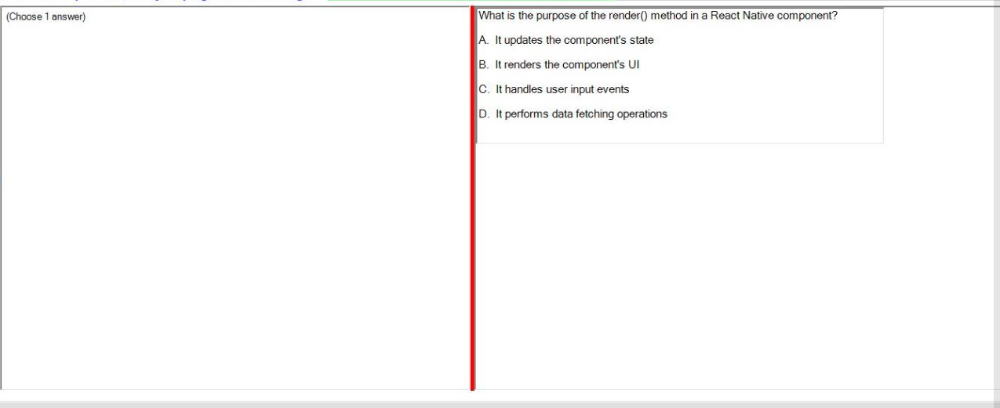 (Choose 1 answer)
What is the purpose of the render() method in a React Native component?
A. It updates the component's state
B. It renders the component's UI
C. It handles user input events
D. It performs data fetching operations